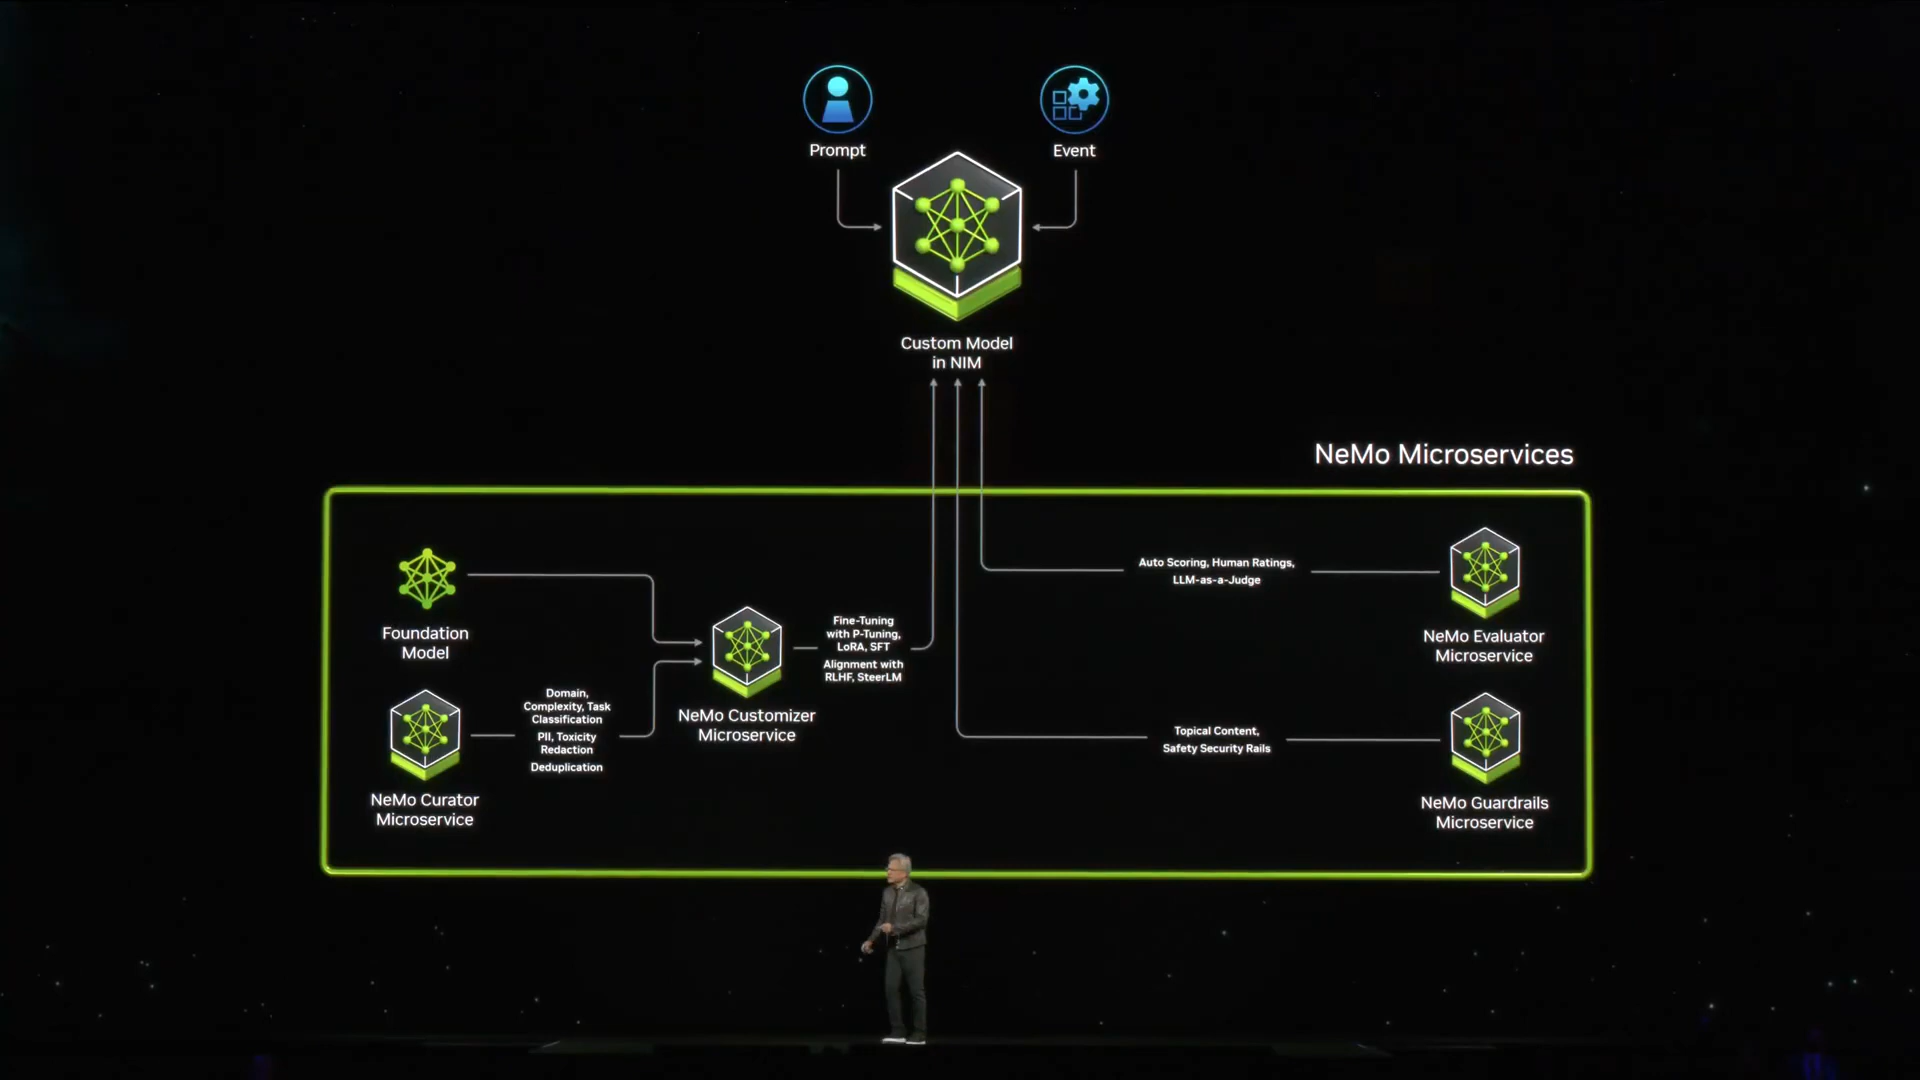 Prompt
Event
Custom Model
in NIM
NeMo Microservices
Foundation
Model
NeMo Curator
Microservice
Domain,
Complexity, Task
Classification
PII, Toxicity
Redaction
Deduplication
NeMo Customizer
Microservice
Fine-Tuning
with P-Tuning,
LoRA, SFT
Alignment with
RLHF, SteerLM
Auto Scoring, Human Ratings,
LLM-as-a-Judge
NeMo Evaluator
Microservice
Topical Content,
Safety Security Rails
NeMo Guardrails
Microservice